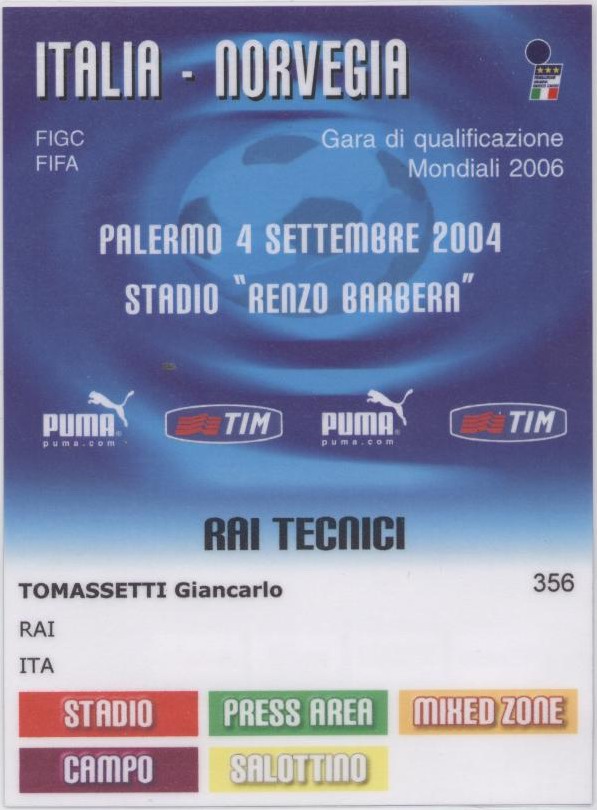 ITALIA - NORVEGIA
FIGC
FIFA
Gara di qualificazione
Mondiali 2006
PALERMO 4 SETTEMBRE 2004
STADIO "RENZO BARBERA"
PUMA
puma.com
TIM
PUMA
puma.com
TIM
RAI TECNICI
TOMASSETTI Giancarlo
356
RAI
ITA
STADIO
PRESS AREA
MIXED ZONE
CAMPO
SALOTTINO